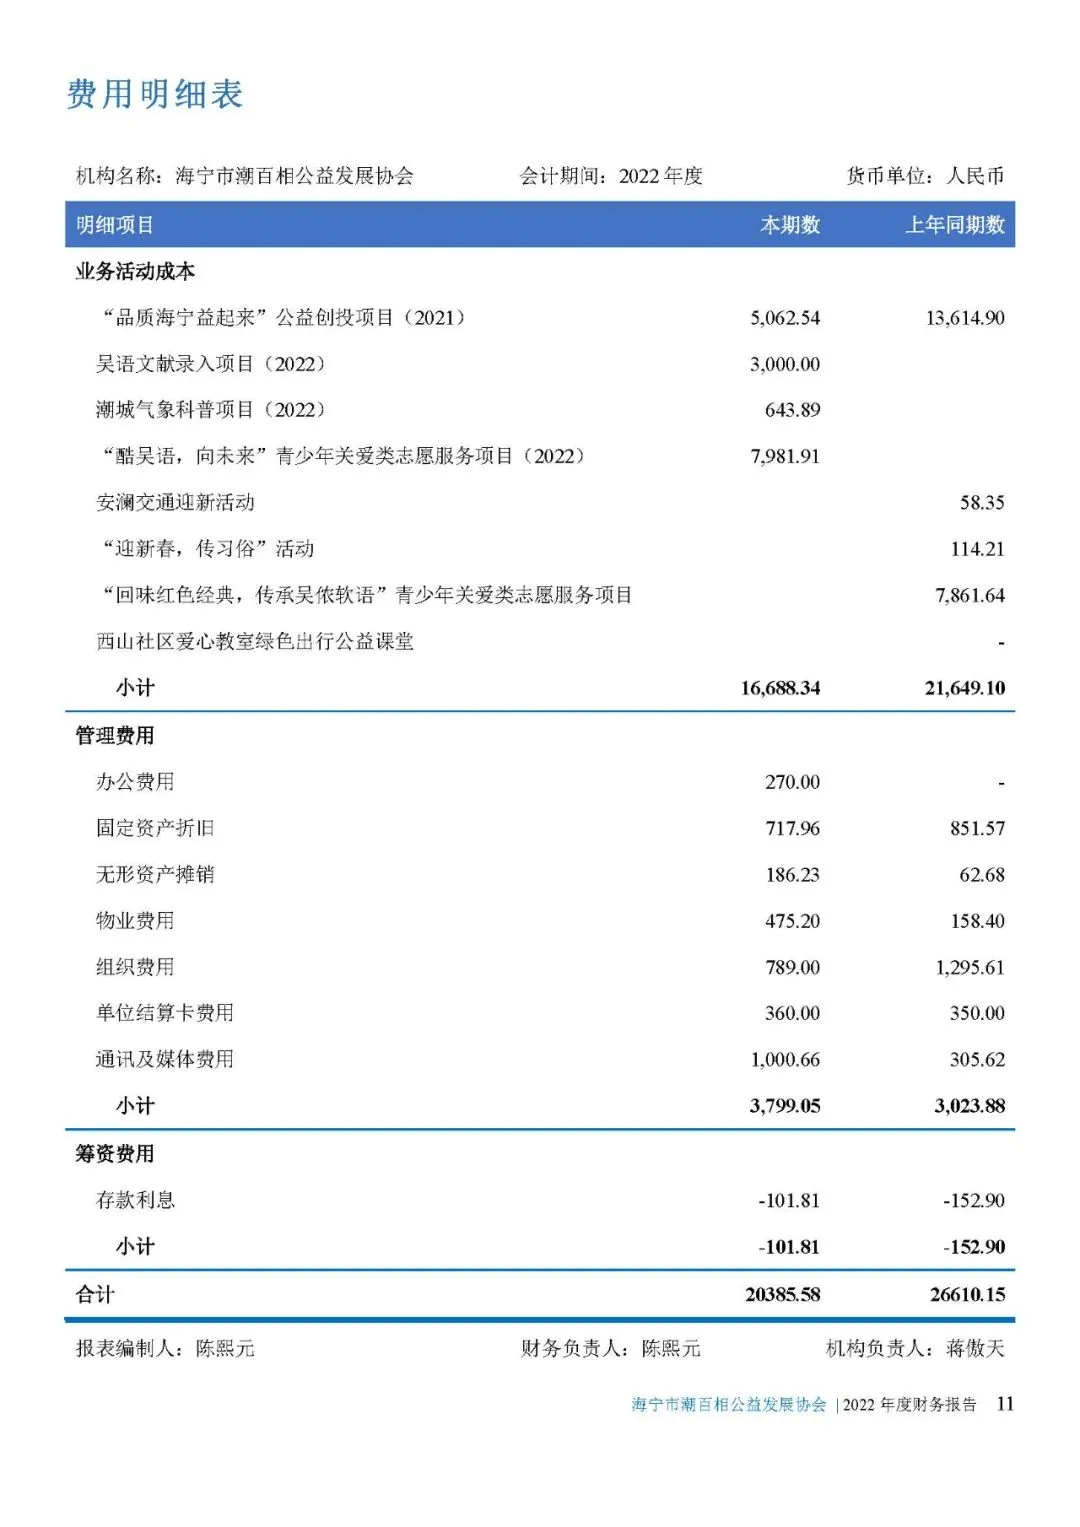 费用明细表
机构名称：海宁市潮百相公益发展协会 会计期间：2022 年度 货币单位：人民币
明细项目 本期数 上年同期数
业务活动成本
“品质海宁益起来”公益创投项目（2021） 5,062.54 13,614.90
吴语文献录入项目（2022） 3,000.00
潮城气象科普项目（2022） 643.89
“酷吴语，向未来”青少年关爱类志愿服务项目（2022） 7,981.91
安澜交通迎新活动 58.35
“迎新春，传习俗”活动 114.21
“回味红色经典，传承吴侬软语”青少年关爱类志愿服务项目 7,861.64
西山社区爱心教室绿色出行公益课堂 -
小计 16,688.34 21,649.10
管理费用
办公费用 270.00 -
固定资产折旧 717.96 851.57
无形资产摊销 186.23 62.68
物业费用 475.20 158.40
组织费用 789.00 1,295.61
单位结算卡费用 360.00 350.00
通讯及媒体费用 1,000.66 305.62
小计 3,799.05 3,023.88
筹资费用
存款利息 -101.81 -152.90
小计 -101.81 -152.90
合计 20385.58 26610.15
报表编制人：陈熙元 财务负责人：陈熙元 机构负责人：蒋傲天
海宁市潮百相公益发展协会 | 2022 年度财务报告 11